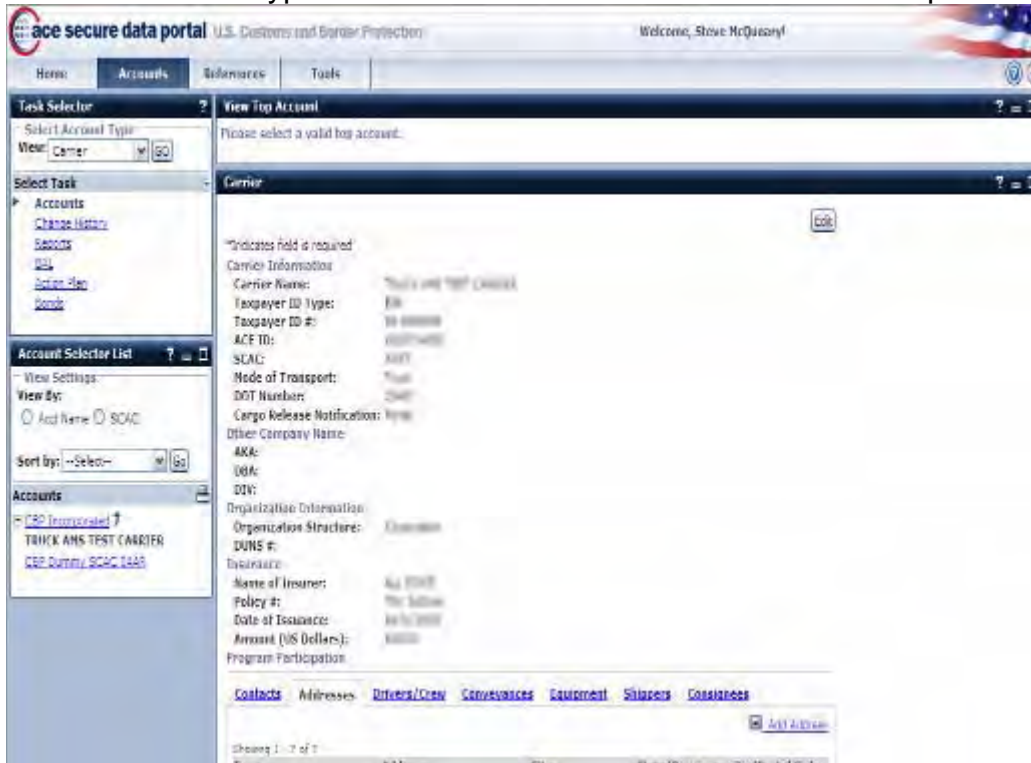 ace secure data portal U.S. Customs and Border Protection Welcome, Steve McQueary!
Home Accounts References Tools
Task Selector ?
Select Account Type
View: Carrier GO
Select Task
Accounts
Change History
Reports
Action Plan
Bonds
Account Selector List ?
View Settings
View By:
Acct Name SCAC
Sort by: --Select-- Go
Accounts
CBP Incorporated
TRUCK AMS TEST CARRIER
CBP Dummy SCAC
View Top Account ?
Please select a valid top account.
Carrier ?
Edit
*Indicates field is required
Carrier Information
Carrier Name:
Taxpayer ID Type:
Taxpayer ID #:
ACE ID:
SCAC:
Mode of Transport:
DOT Number:
Cargo Release Notification:
Other Company Name
AKA:
DBA:
DIV:
Organization Information
Organization Structure:
DUNS #:
Insurance
Name of Insurer:
Policy #:
Date of Issuance:
Amount (US Dollars):
Program Participation
Contacts Addresses Drivers/Crew Conveyances Equipment Shippers Consignees
Add Address
Showing 1 - 7 of 7